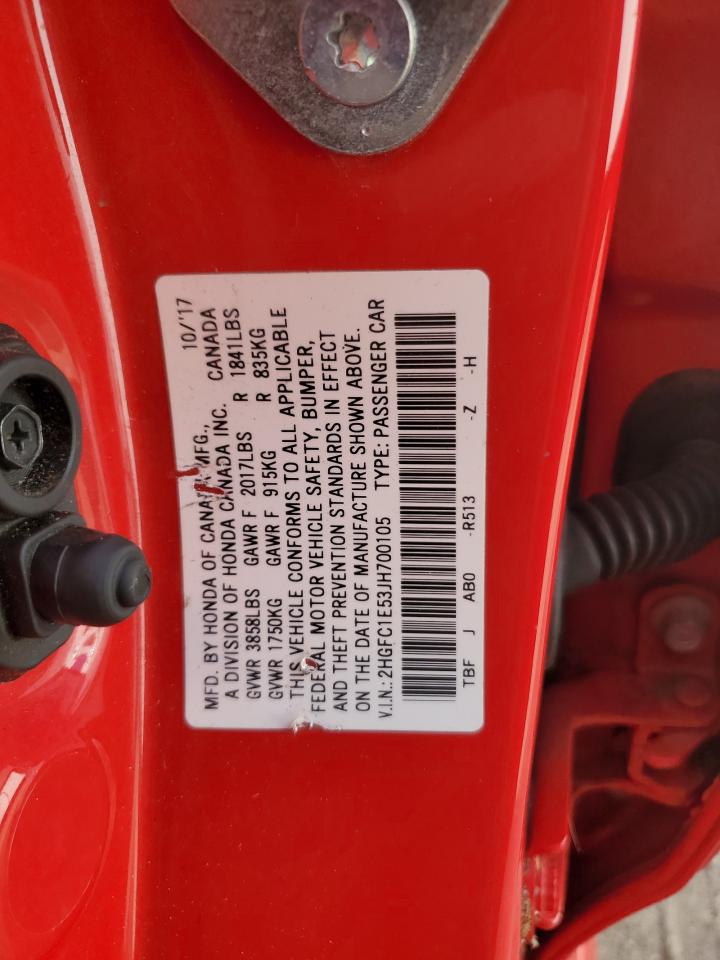 MFD. BY HONDA OF CANADA MFG., 10/'17
A DIVISION OF HONDA CANADA INC. CANADA
GVWR 3858LBS GAWR F 2017LBS R 1841LBS
GVWR 1750KG GAWR F 915KG R 835KG
THIS VEHICLE CONFORMS TO ALL APPLICABLE
FEDERAL MOTOR VEHICLE SAFETY, BUMPER,
AND THEFT PREVENTION STANDARDS IN EFFECT
ON THE DATE OF MANUFACTURE SHOWN ABOVE.
V.I.N.: 2HGFC1E53JH700105 TYPE: PASSENGER CAR
TBF J AB0 -R513 -Z -H